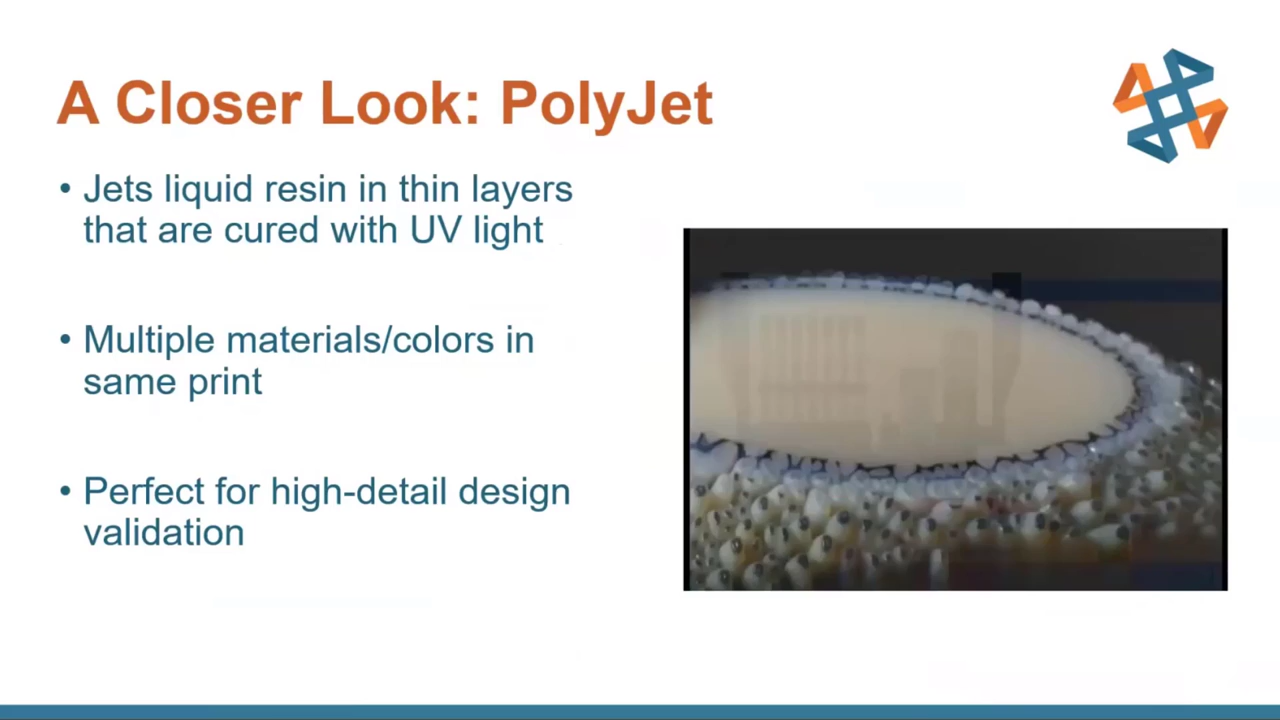 A Closer Look: PolyJet
• Jets liquid resin in thin layers
that are cured with UV light
• Multiple materials/colors in
same print
• Perfect for high-detail design
validation